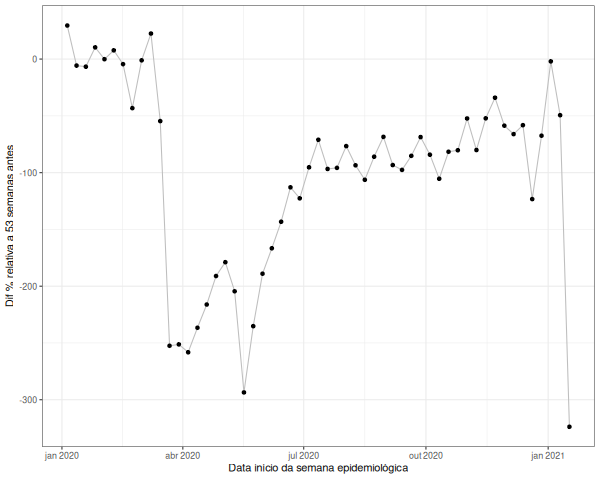 Dif % relativa a 53 semanas antes
0
-100
-200
-300
jan 2020
abr 2020
jul 2020
out 2020
jan 2021
Data início da semana epidemiológica